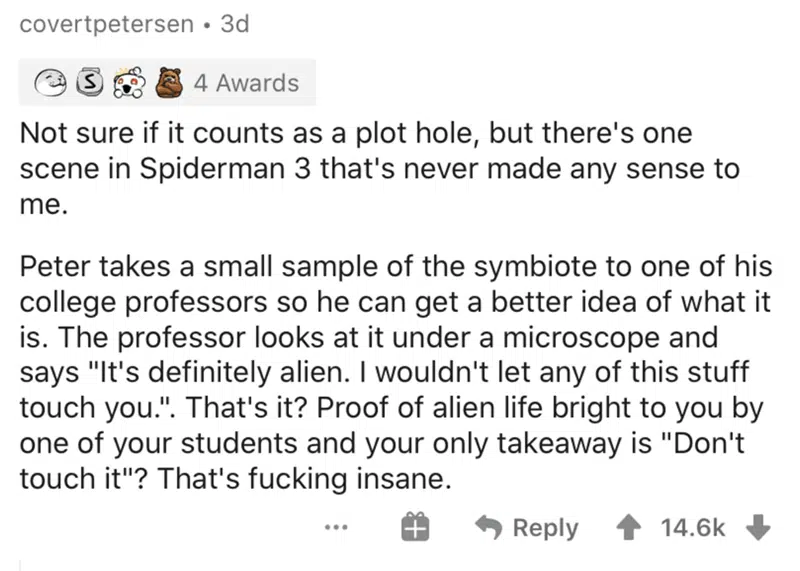 covertpetersen • 3d
4 Awards
Not sure if it counts as a plot hole, but there's one
scene in Spiderman 3 that's never made any sense to
me.
Peter takes a small sample of the symbiote to one of his
college professors so he can get a better idea of what it
is. The professor looks at it under a microscope and
says "It's definitely alien. I wouldn't let any of this stuff
touch you.". That's it? Proof of alien life bright to you by
one of your students and your only takeaway is "Don't
touch it"? That's fucking insane.
... Reply 14.6k